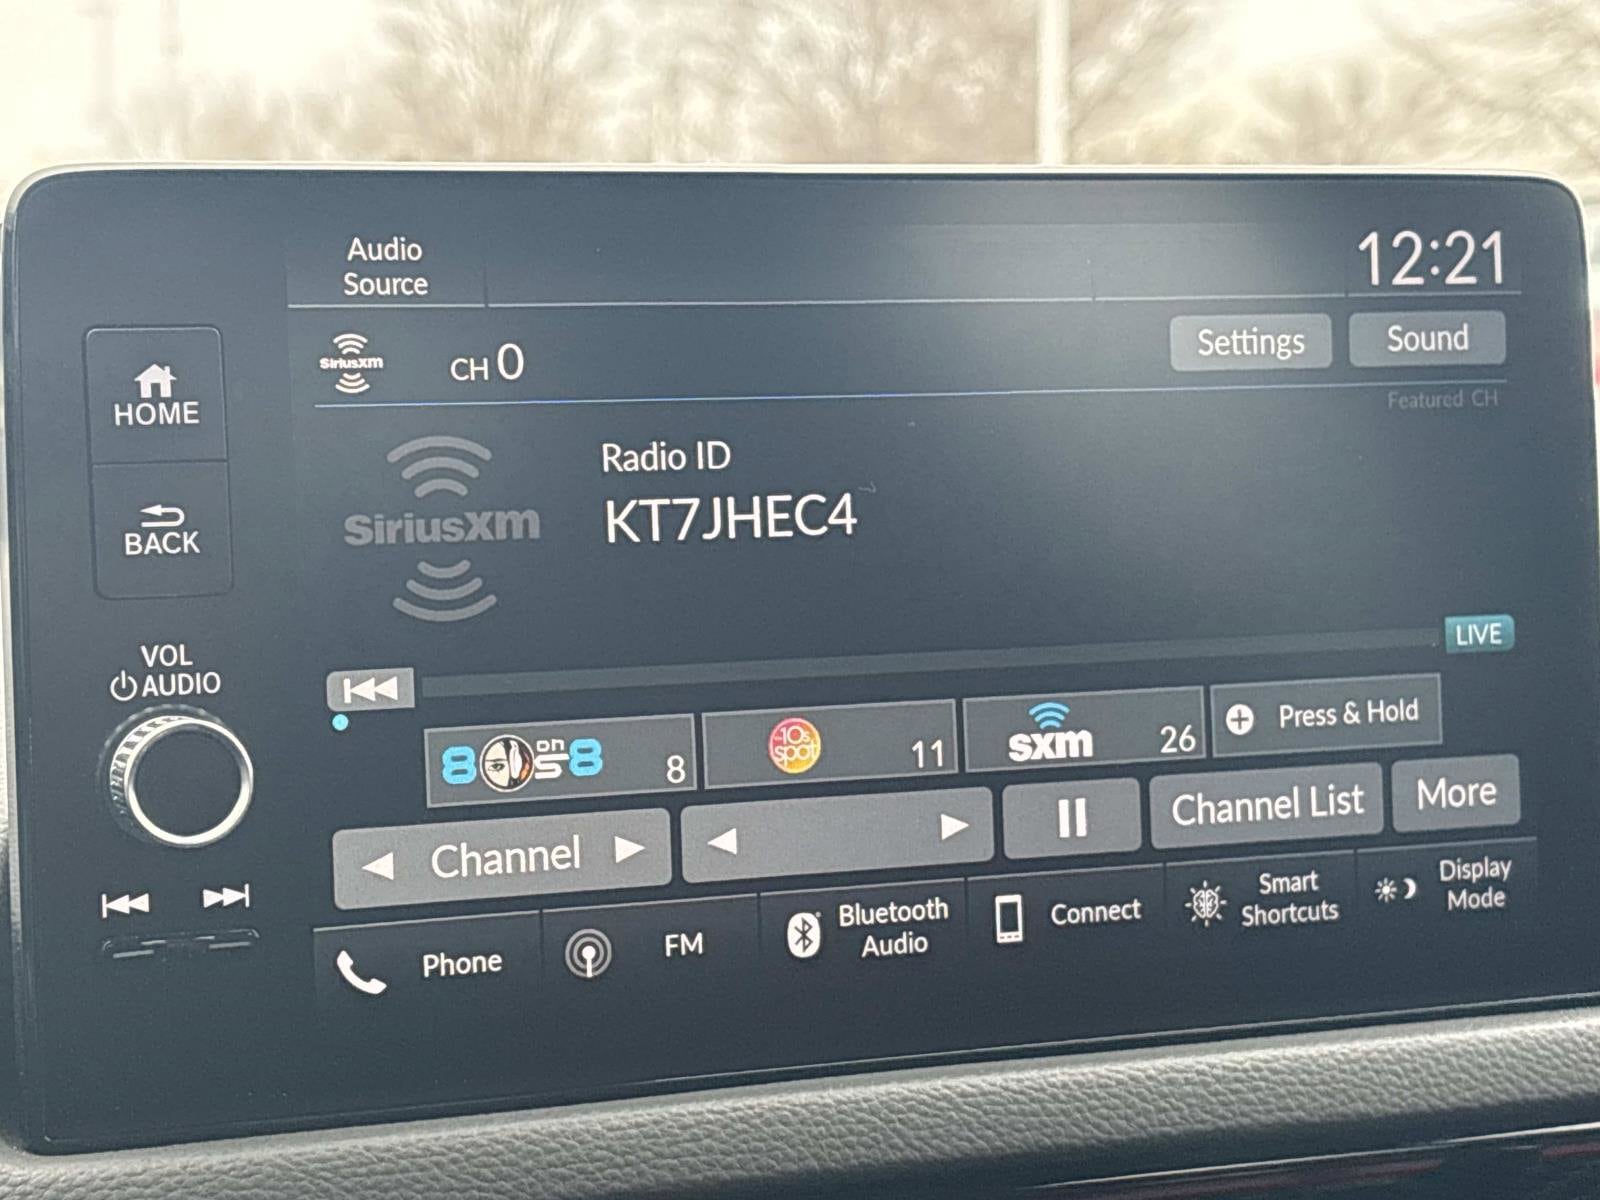 Audio
Source
12:21
SiriusXM
CH 0
Settings
Sound
Featured CH
HOME
BACK
SiriusXM
Radio ID
KT7JHEC4
LIVE
VOL
AUDIO
80s on 8
8
-10s spot
11
sxm
26
Press & Hold
Channel
Channel List
More
Phone
FM
Bluetooth
Audio
Connect
Smart
Shortcuts
Display
Mode